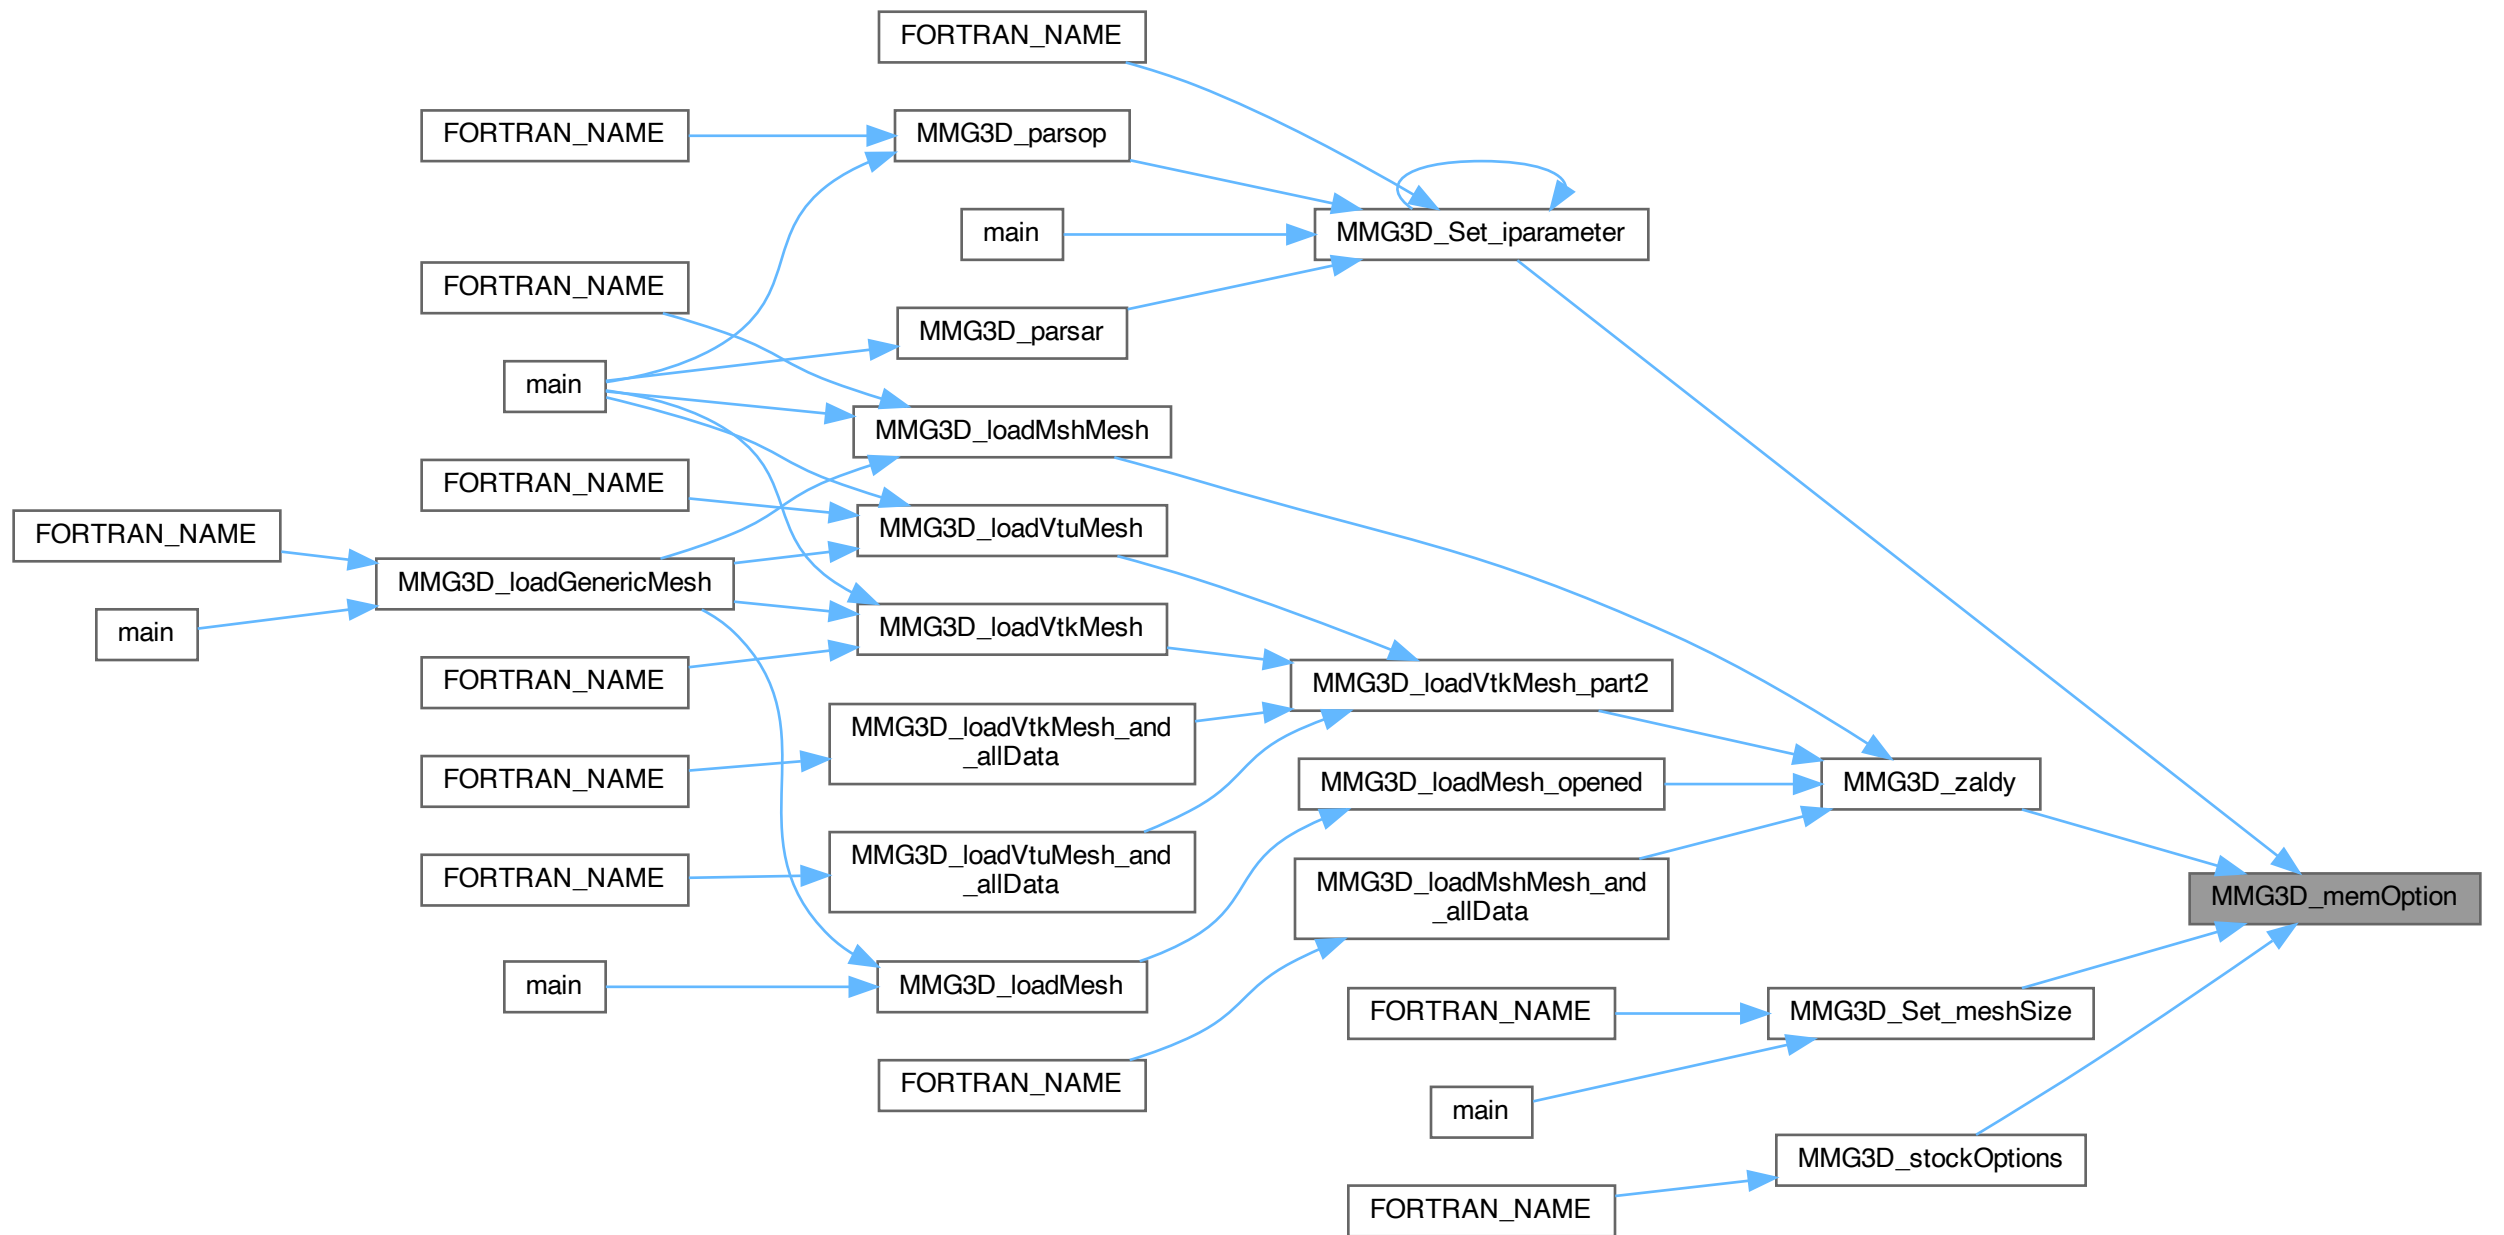 FORTRAN_NAME
FORTRAN_NAME
MMG3D_parsop
main
MMG3D_Set_iparameter
FORTRAN_NAME
MMG3D_parsar
main
MMG3D_loadMshMesh
FORTRAN_NAME
FORTRAN_NAME
MMG3D_loadVtuMesh
MMG3D_loadGenericMesh
main
MMG3D_loadVtkMesh
FORTRAN_NAME
MMG3D_loadVtkMesh_part2
MMG3D_loadVtkMesh_and
_allData
FORTRAN_NAME
MMG3D_loadMesh_opened
MMG3D_zaldy
FORTRAN_NAME
MMG3D_loadVtuMesh_and
_allData
MMG3D_loadMshMesh_and
_allData
MMG3D_memOption
main
MMG3D_loadMesh
FORTRAN_NAME
MMG3D_Set_meshSize
FORTRAN_NAME
main
MMG3D_stockOptions
FORTRAN_NAME